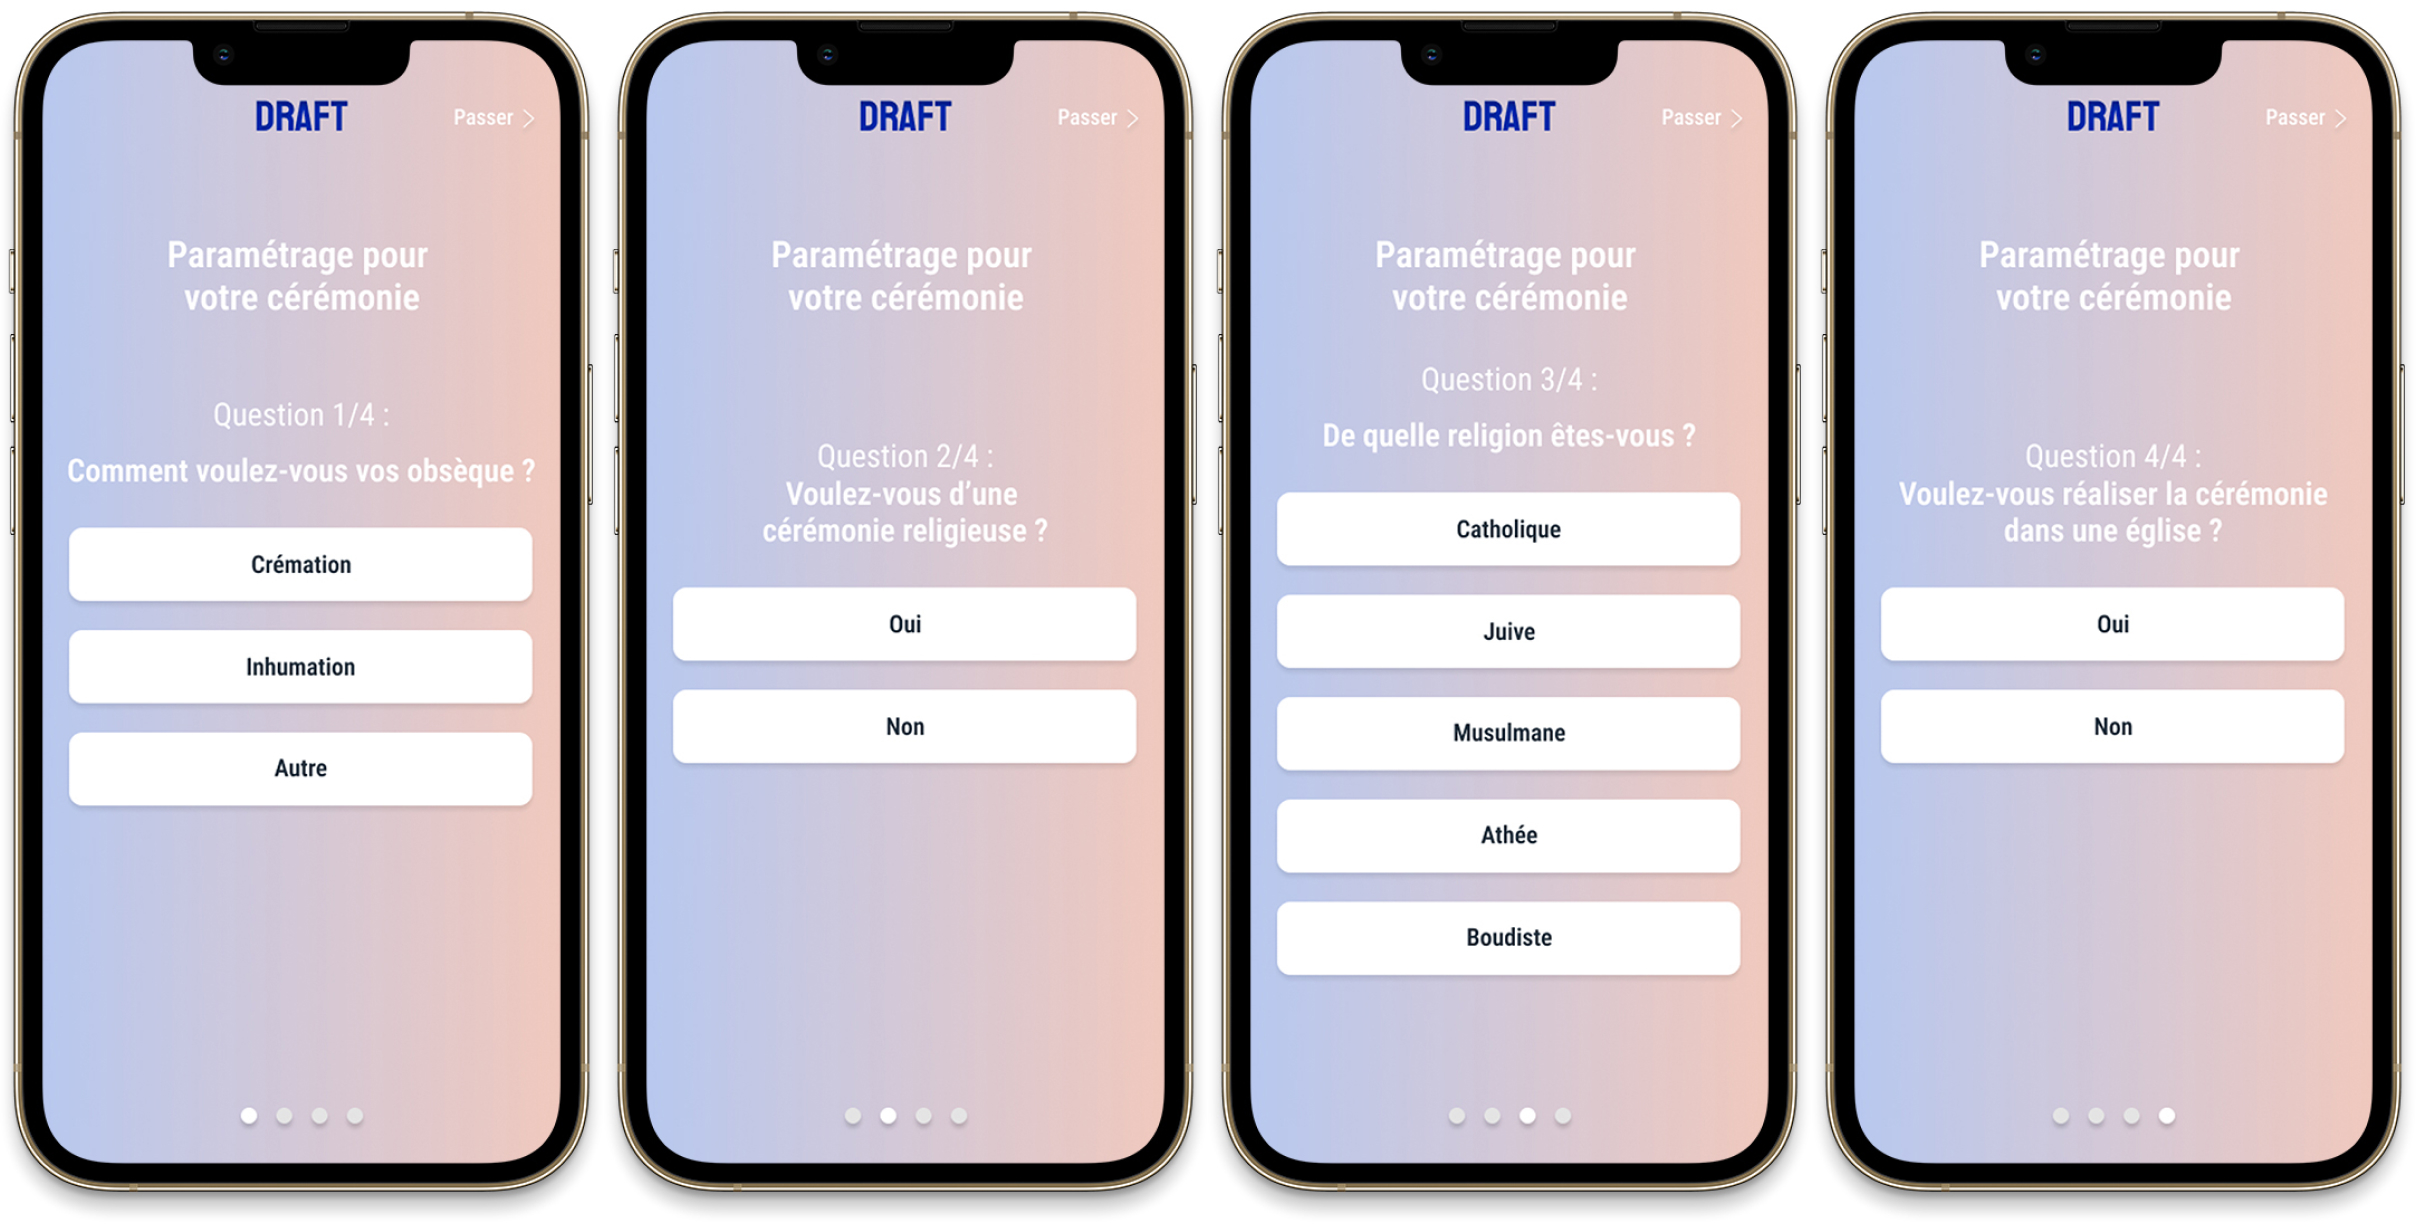 DRAFT
Passer >
Paramétrage pour
votre cérémonie
Question 1/4 :
Comment voulez-vous vos obsèque ?
Crémation
Inhumation
Autre
DRAFT
Passer >
Paramétrage pour
votre cérémonie
Question 2/4 :
Voulez-vous d’une
cérémonie religieuse ?
Oui
Non
DRAFT
Passer >
Paramétrage pour
votre cérémonie
Question 3/4 :
De quelle religion êtes-vous ?
Catholique
Juive
Musulmane
Athée
Boudiste
DRAFT
Passer >
Paramétrage pour
votre cérémonie
Question 4/4 :
Voulez-vous réaliser la cérémonie
dans une église ?
Oui
Non